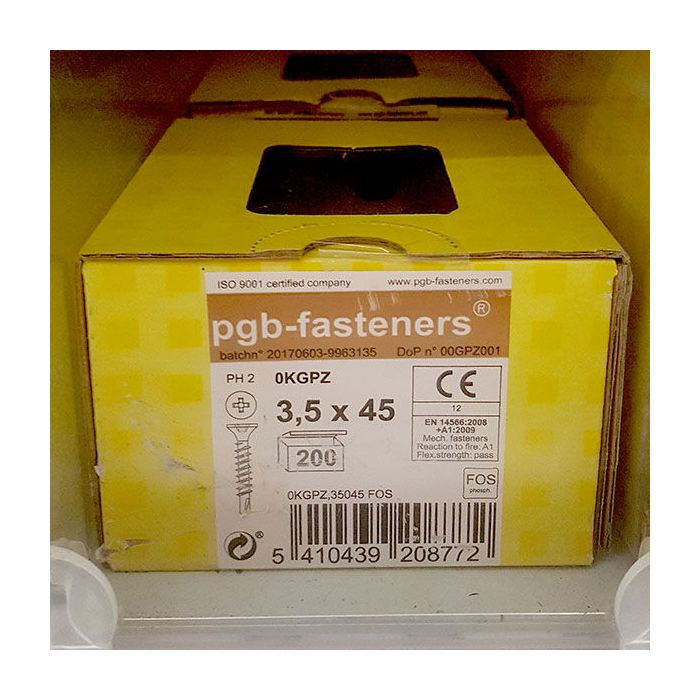 ISO 9001 certified company www.pgb-fasteners.com
pgb-fasteners®
batchn° 20170603-9963135 DoP n° 00GPZ001
PH 2 0KGPZ
3,5 x 45
200
CE
12
EN 14566:2008
+A1:2009
Mech. fasteners
Reaction to fire: A1
Flex.strength: pass
FOS
phosph.
0KGPZ,35045 FOS
®
5 410439 208772